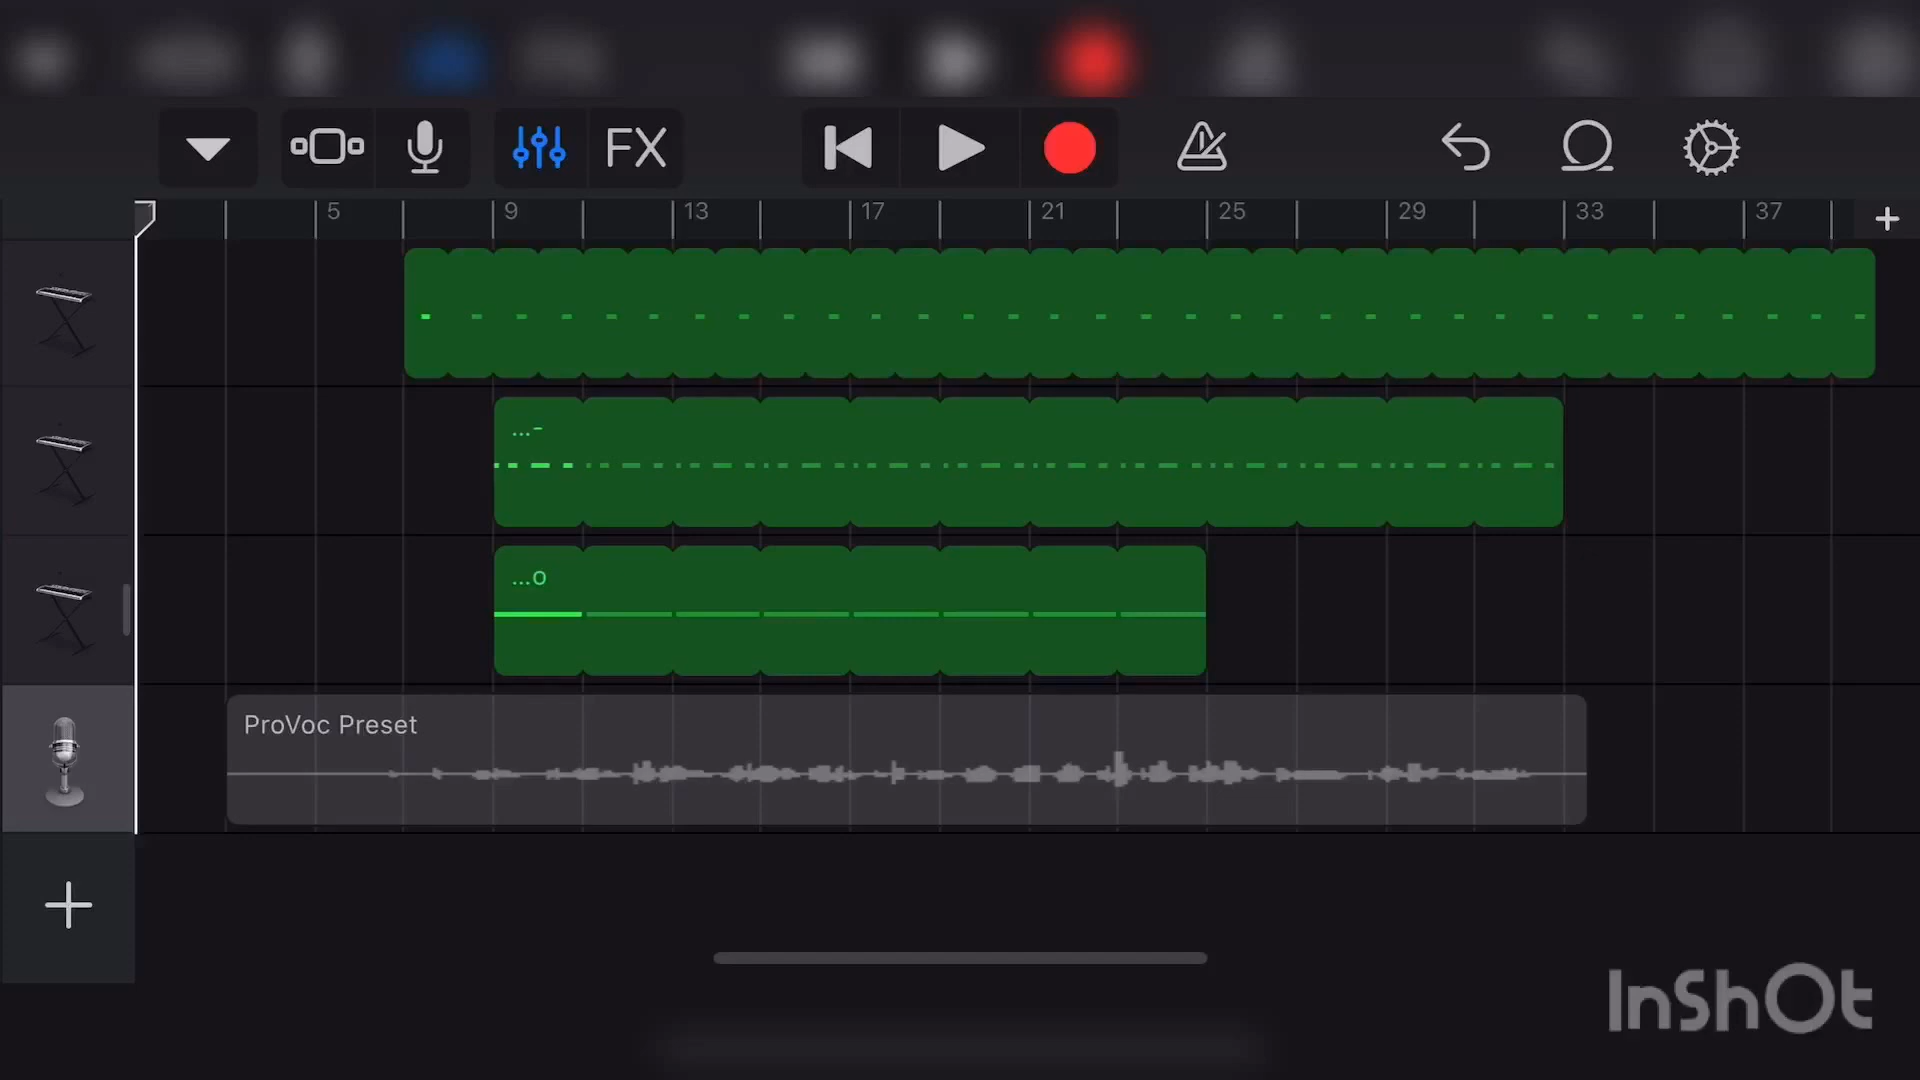 FX
5 9 13 17 21 25 29 33 37
...-
...o
ProVoc Preset
InShOt